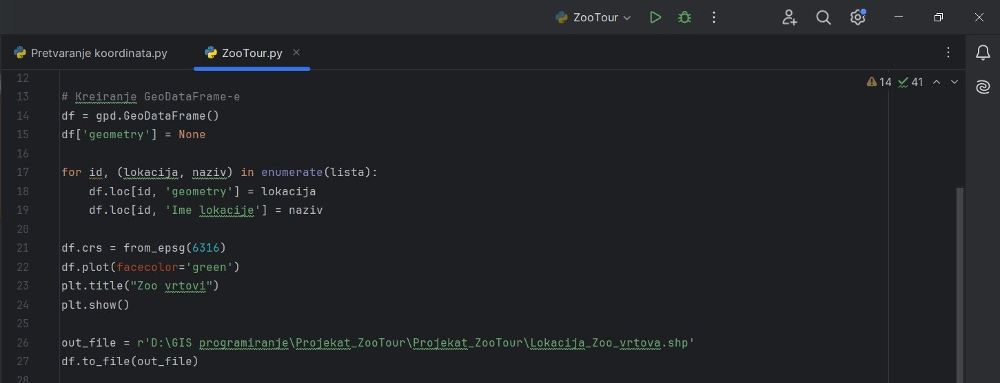 ZooTour
Pretvaranje koordinata.py
ZooTour.py
14 41
12
13 # Kreiranje GeoDataFrame-e
14 df = gpd.GeoDataFrame()
15 df['geometry'] = None
16
17 for id, (lokacija, naziv) in enumerate(lista):
18 df.loc[id, 'geometry'] = lokacija
19 df.loc[id, 'Ime lokacije'] = naziv
20
21 df.crs = from_epsg(6316)
22 df.plot(facecolor='green')
23 plt.title("Zoo vrtovi")
24 plt.show()
25
26 out_file = r'D:\GIS programiranje\Projekat_ZooTour\Projekat_ZooTour\Lokacija_Zoo_vrtova.shp'
27 df.to_file(out_file)
28